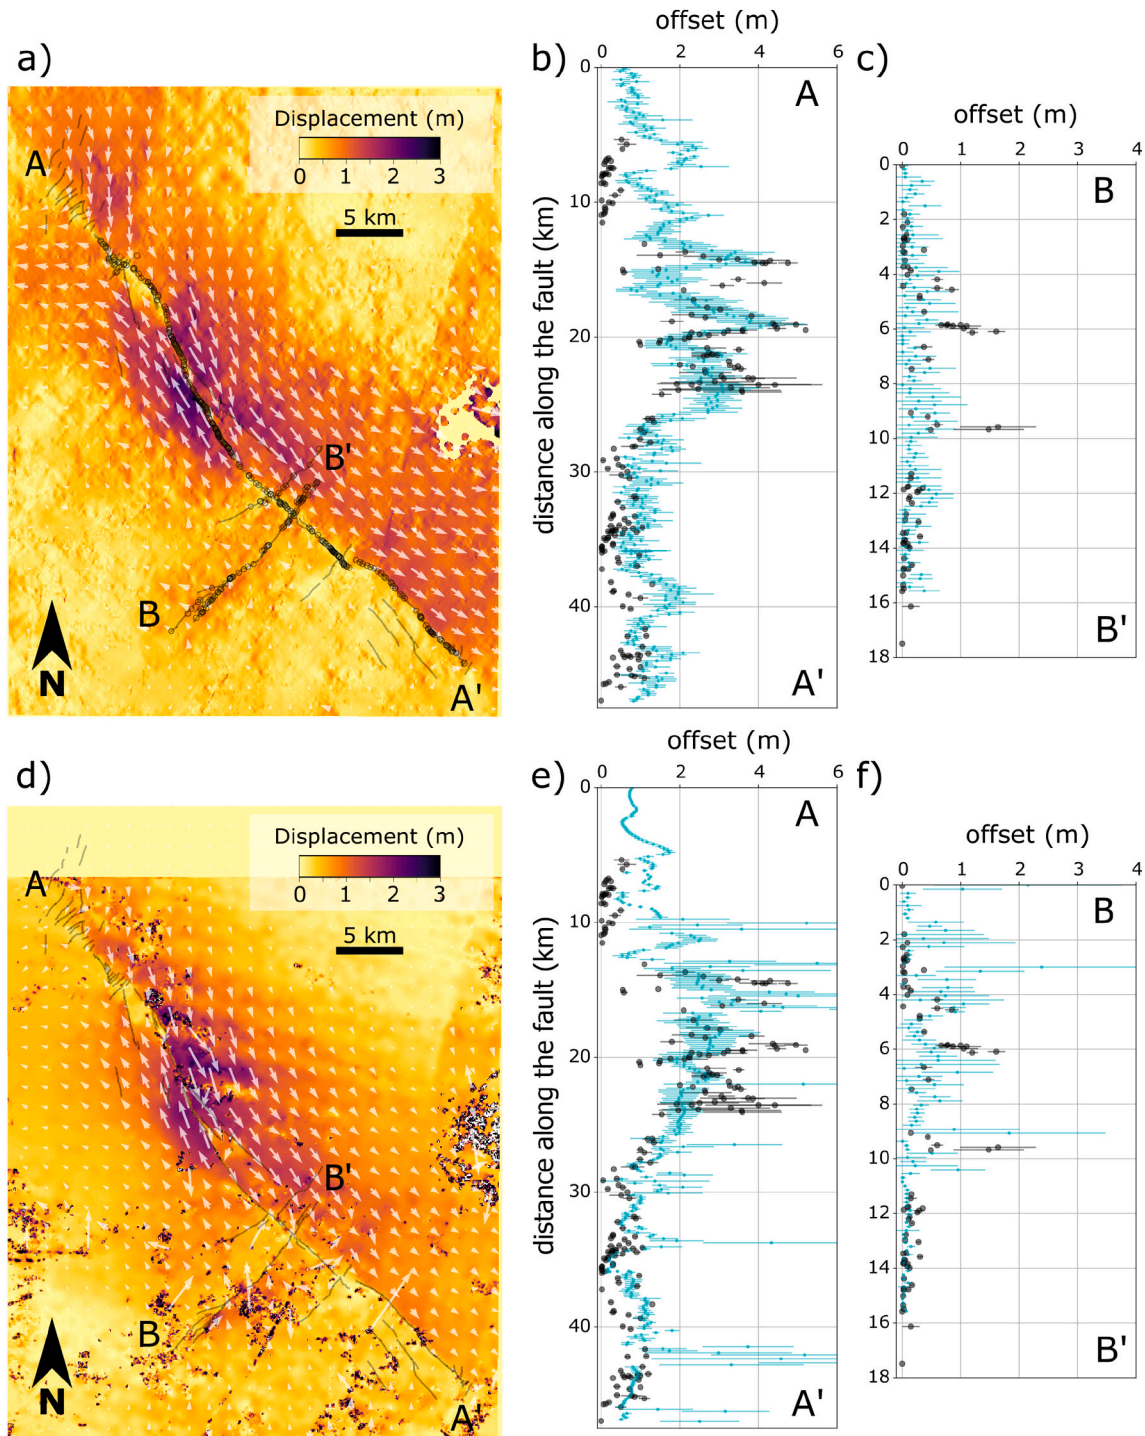 a)
Displacement (m)
0 1 2 3
5 km
A
B'
B
A'
N
b)
offset (m)
0 2 4 6
A
distance along the fault (km)
0
10
20
30
40
A'
c)
offset (m)
0 1 2 3 4
B
0
2
4
6
8
10
12
14
16
18
B'
d)
Displacement (m)
0 1 2 3
5 km
A
B'
B
A'
N
e)
offset (m)
0 2 4 6
A
distance along the fault (km)
0
10
20
30
40
A'
f)
offset (m)
0 1 2 3 4
B
0
2
4
6
8
10
12
14
16
18
B'